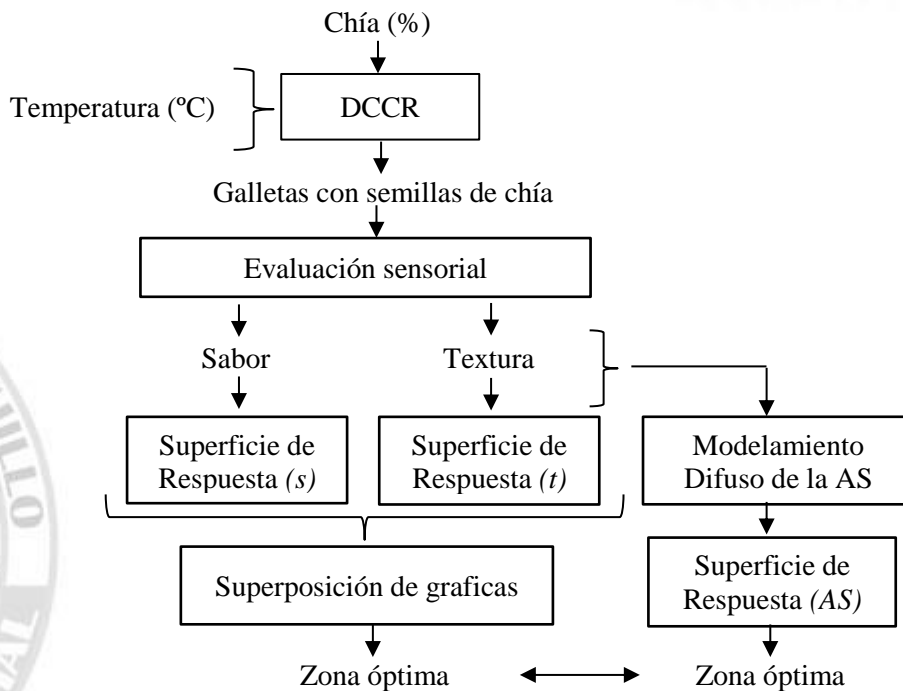 Chía (%)
Temperatura (ºC)
DCCR
Galletas con semillas de chía
Evaluación sensorial
Sabor
Textura
Superficie de
Respuesta (s)
Superficie de
Respuesta (t)
Modelamiento
Difuso de la AS
Superposición de graficas
Superficie de
Respuesta (AS)
Zona óptima
Zona óptima